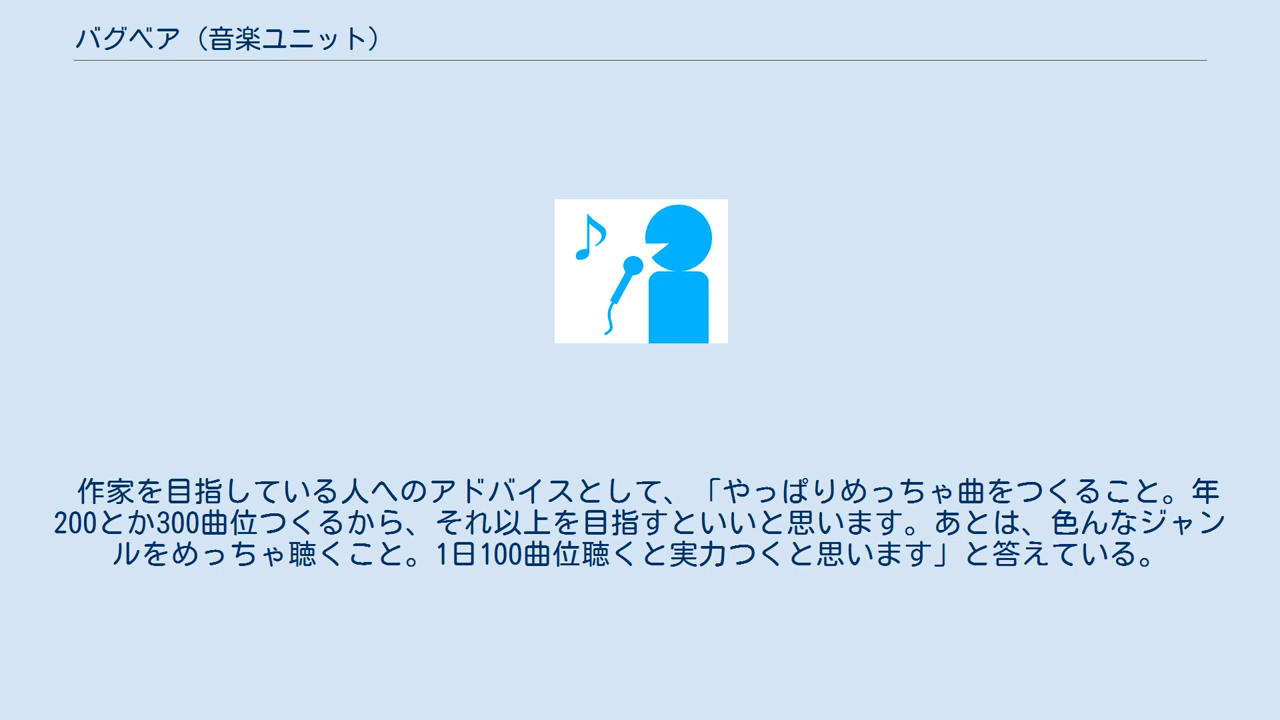 バグベア（音楽ユニット）
作家を目指している人へのアドバイスとして、「やっぱりめっちゃ曲をつくること。年
200とか300曲位つくるから、それ以上を目指すといいと思います。あとは、色んなジャン
ルをめっちゃ聴くこと。1日100曲位聴くと実力つくと思います」と答えている。